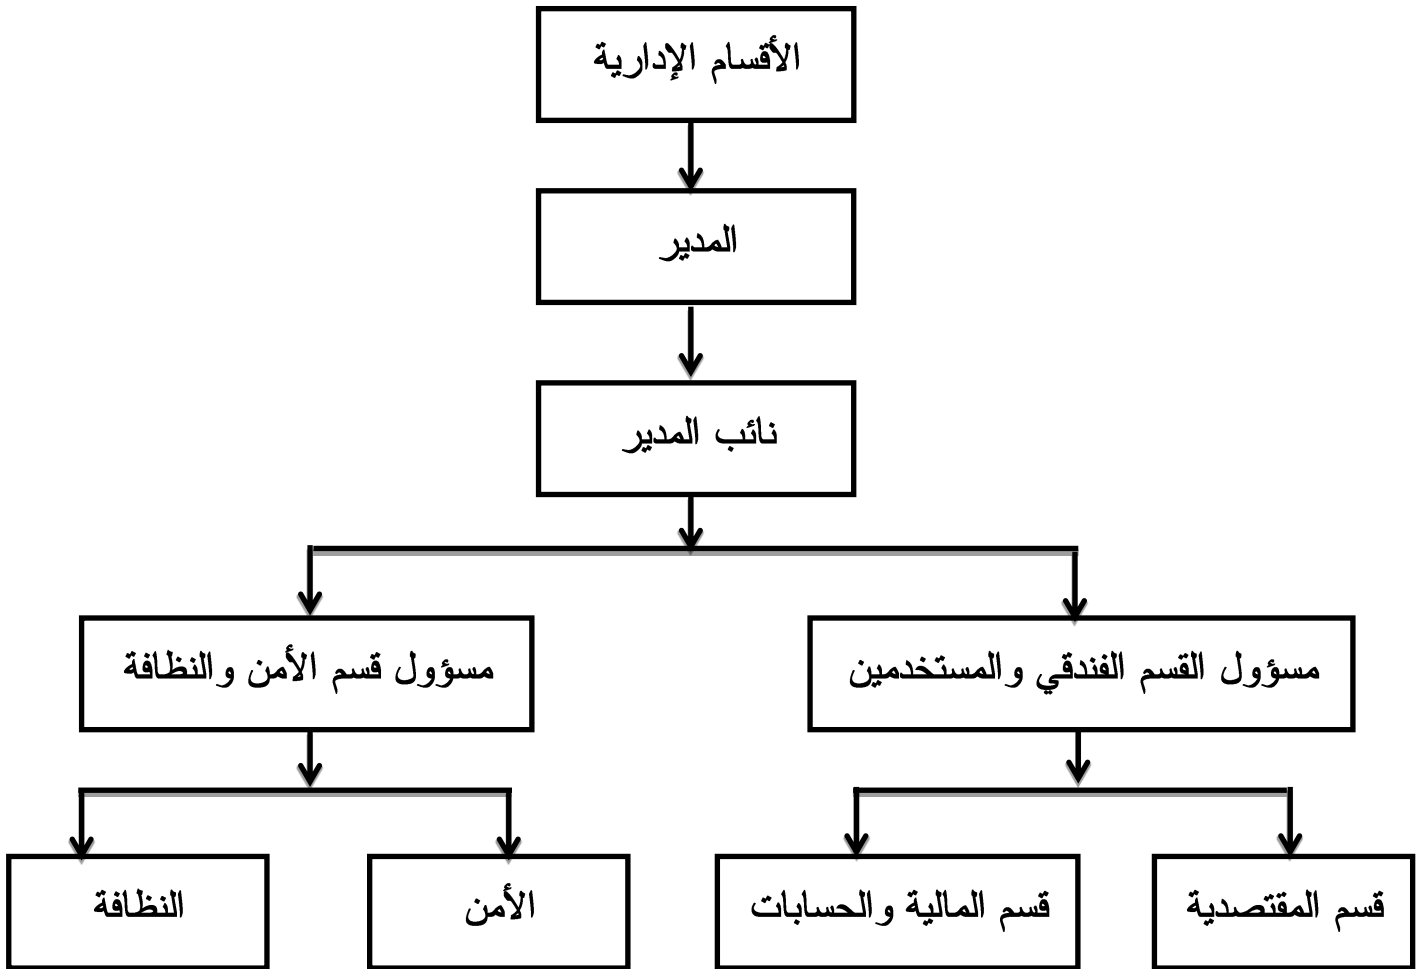 الأقسام الإدارية
المدير
نائب المدير
مسؤول القسم الفندقي والمستخدمين
مسؤول قسم الأمن والنظافة
قسم المقتصدية
قسم المالية والحسابات
الأمن
النظافة